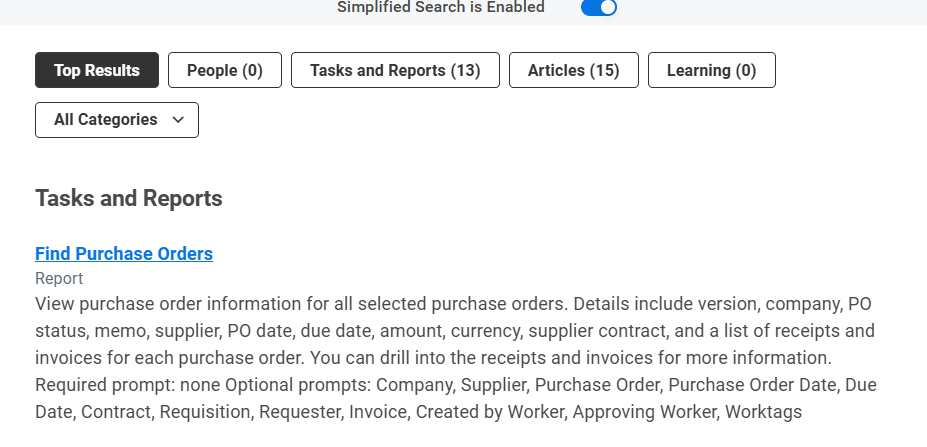 Simplified Search is Enabled
Top Results
People (0)
Tasks and Reports (13)
Articles (15)
Learning (0)
All Categories
Tasks and Reports
Find Purchase Orders
Report
View purchase order information for all selected purchase orders. Details include version, company, PO
status, memo, supplier, PO date, due date, amount, currency, supplier contract, and a list of receipts and
invoices for each purchase order. You can drill into the receipts and invoices for more information.
Required prompt: none Optional prompts: Company, Supplier, Purchase Order, Purchase Order Date, Due
Date, Contract, Requisition, Requester, Invoice, Created by Worker, Approving Worker, Worktags